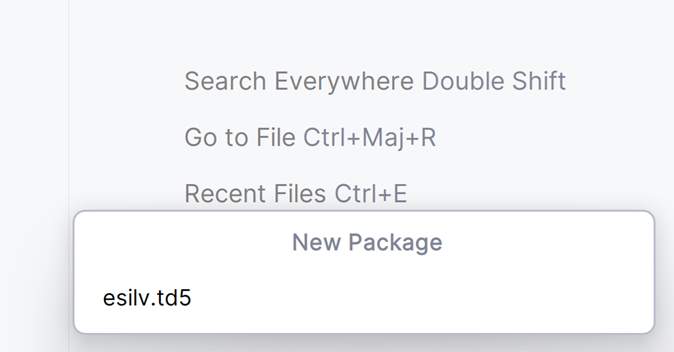 Search Everywhere Double Shift
Go to File Ctrl+Maj+R
Recent Files Ctrl+E
New Package
esilv.td5